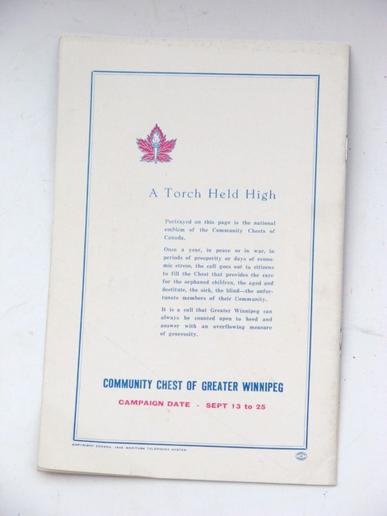 A Torch Held High
Portrayed on this page is the national
emblem of the Community Chests of
Canada.
Once a year, in peace or in war, in
periods of prosperity or days of econo-
mic stress, the call goes out to citizens
to fill the Chest that provides the care
for the orphaned children, the aged and
destitute, the sick, the blind—the unfor-
tunate members of their Community.
It is a call that Greater Winnipeg can
always be counted upon to heed and
answer with an overflowing measure
of generosity.
COMMUNITY CHEST OF GREATER WINNIPEG
CAMPAIGN DATE - SEPT 13 to 25
TELEPHONE SYSTEM